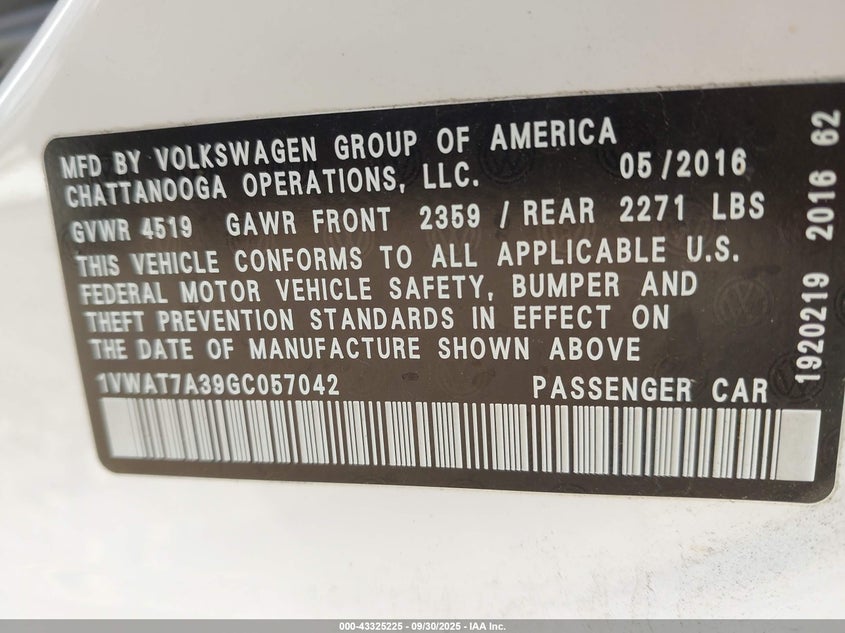 MFD BY VOLKSWAGEN GROUP OF AMERICA
CHATTANOOGA OPERATIONS, LLC. 05/2016
GVWR 4519 GAWR FRONT 2359 / REAR 2271 LBS
THIS VEHICLE CONFORMS TO ALL APPLICABLE U.S.
FEDERAL MOTOR VEHICLE SAFETY, BUMPER AND
THEFT PREVENTION STANDARDS IN EFFECT ON
THE DATE OF MANUFACTURE SHOWN ABOVE
1VWAT7A39GC057042 PASSENGER CAR
1920219 2016 62
000-43325225 - 09/30/2025 - IAA Inc.